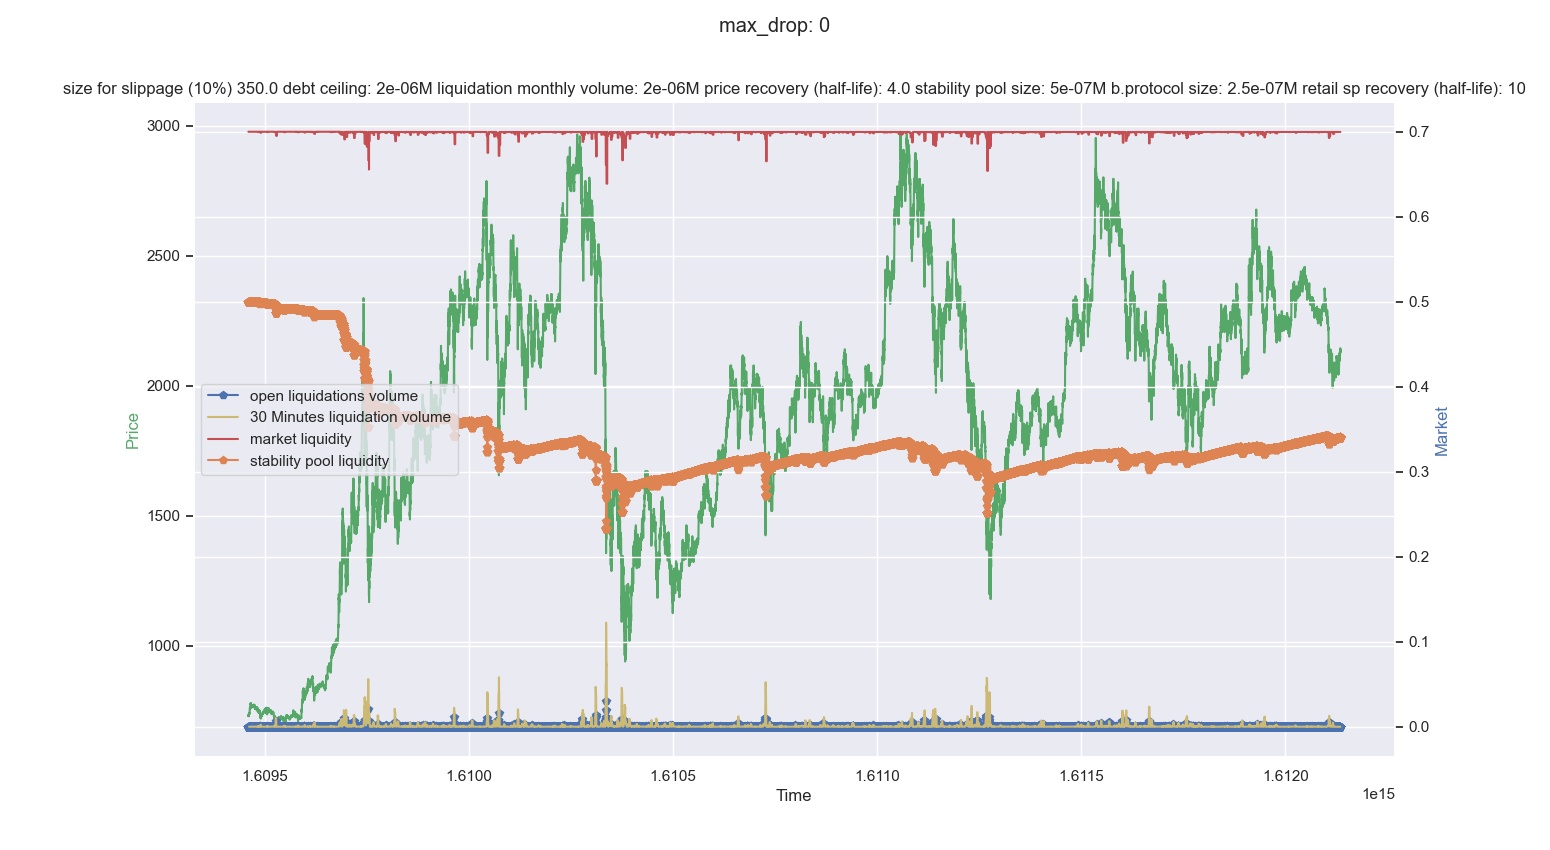 max_drop: 0
size for slippage (10%) 350.0 debt ceiling: 2e-06M liquidation monthly volume: 2e-06M price recovery (half-life): 4.0 stability pool size: 5e-07M b.protocol size: 2.5e-07M retail sp recovery (half-life): 10
3000
2500
2000
1500
1000
Price
0.7
0.6
0.5
0.4
0.3
0.2
0.1
0.0
Market
open liquidations volume
30 Minutes liquidation volume
market liquidity
stability pool liquidity
1.6095 1.6100 1.6105 1.6110 1.6115 1.6120
Time
1e15